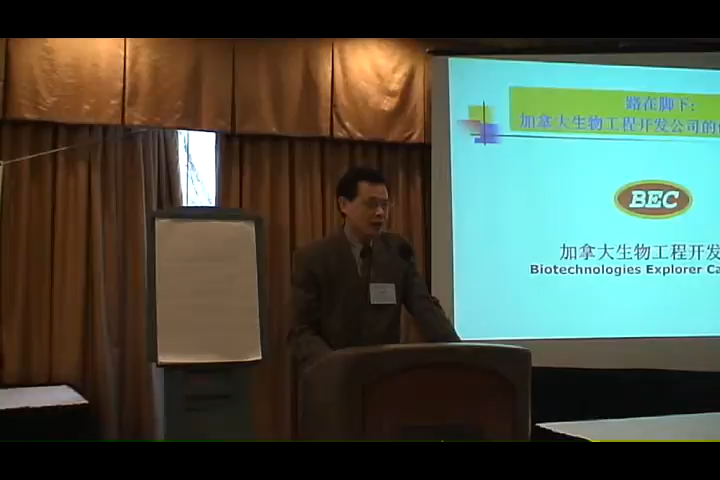 路在脚下:
加拿大生物工程开发公司的
BEC
加拿大生物工程开发
Biotechnologies Explorer Ca